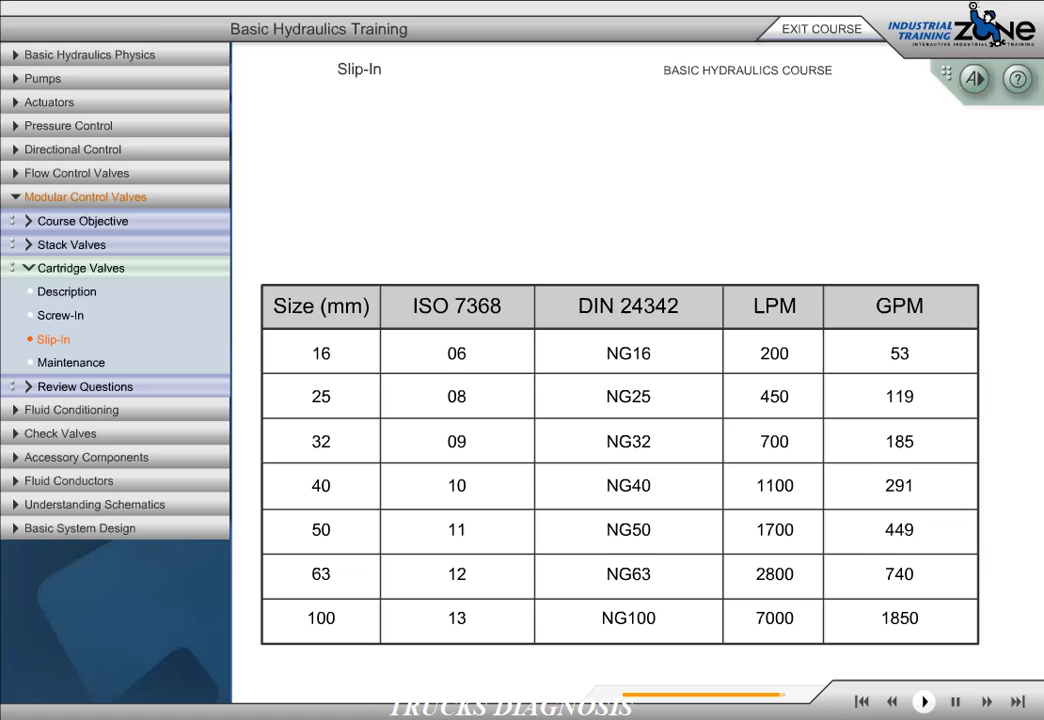 Basic Hydraulics Training
EXIT COURSE
INDUSTRIAL
TRAINING
ZONE
INTERACTIVE INDUSTRIAL TRAINING
Basic Hydraulics Physics
Pumps
Actuators
Pressure Control
Directional Control
Flow Control Valves
Modular Control Valves
Course Objective
Stack Valves
Cartridge Valves
Description
Screw-In
Slip-In
Maintenance
Review Questions
Fluid Conditioning
Check Valves
Accessory Components
Fluid Conductors
Understanding Schematics
Basic System Design
Slip-In
BASIC HYDRAULICS COURSE
A
?
Size (mm) ISO 7368 DIN 24342 LPM GPM
16 06 NG16 200 53
25 08 NG25 450 119
32 09 NG32 700 185
40 10 NG40 1100 291
50 11 NG50 1700 449
63 12 NG63 2800 740
100 13 NG100 7000 1850
TRUCKS DIAGNOSIS